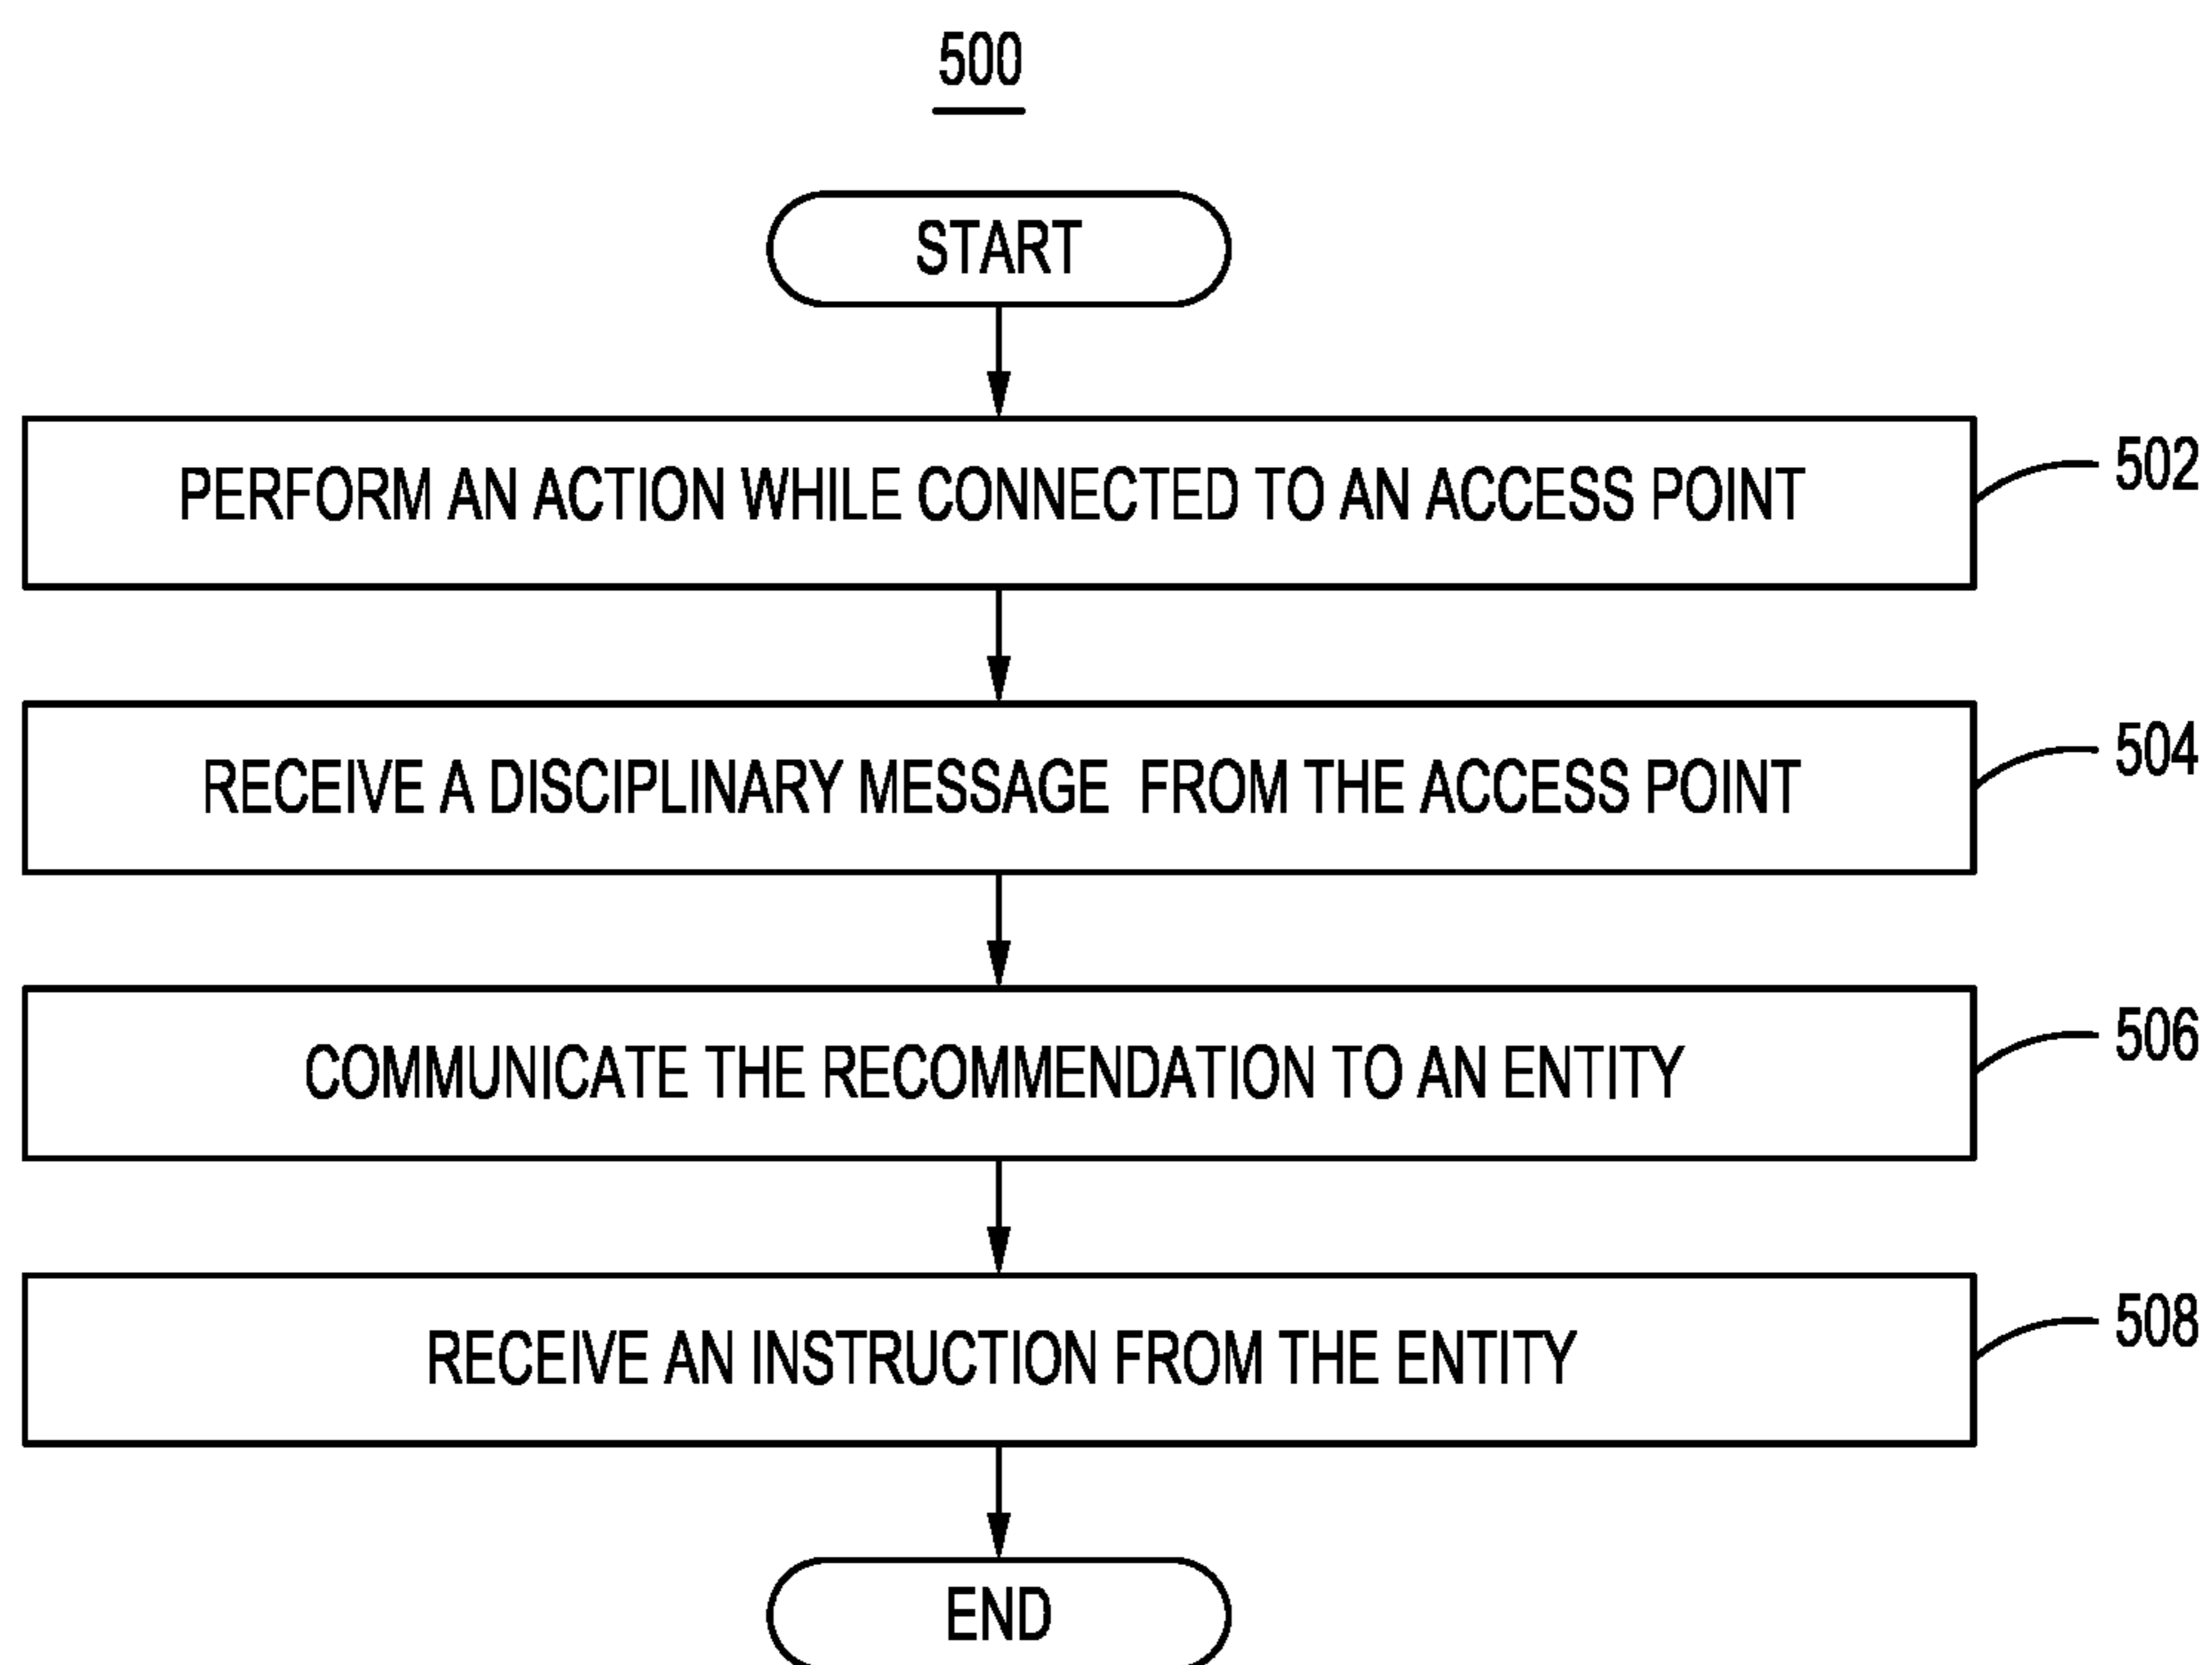 500
START
PERFORM AN ACTION WHILE CONNECTED TO AN ACCESS POINT
502
RECEIVE A DISCIPLINARY MESSAGE FROM THE ACCESS POINT
504
COMMUNICATE THE RECOMMENDATION TO AN ENTITY
506
RECEIVE AN INSTRUCTION FROM THE ENTITY
508
END